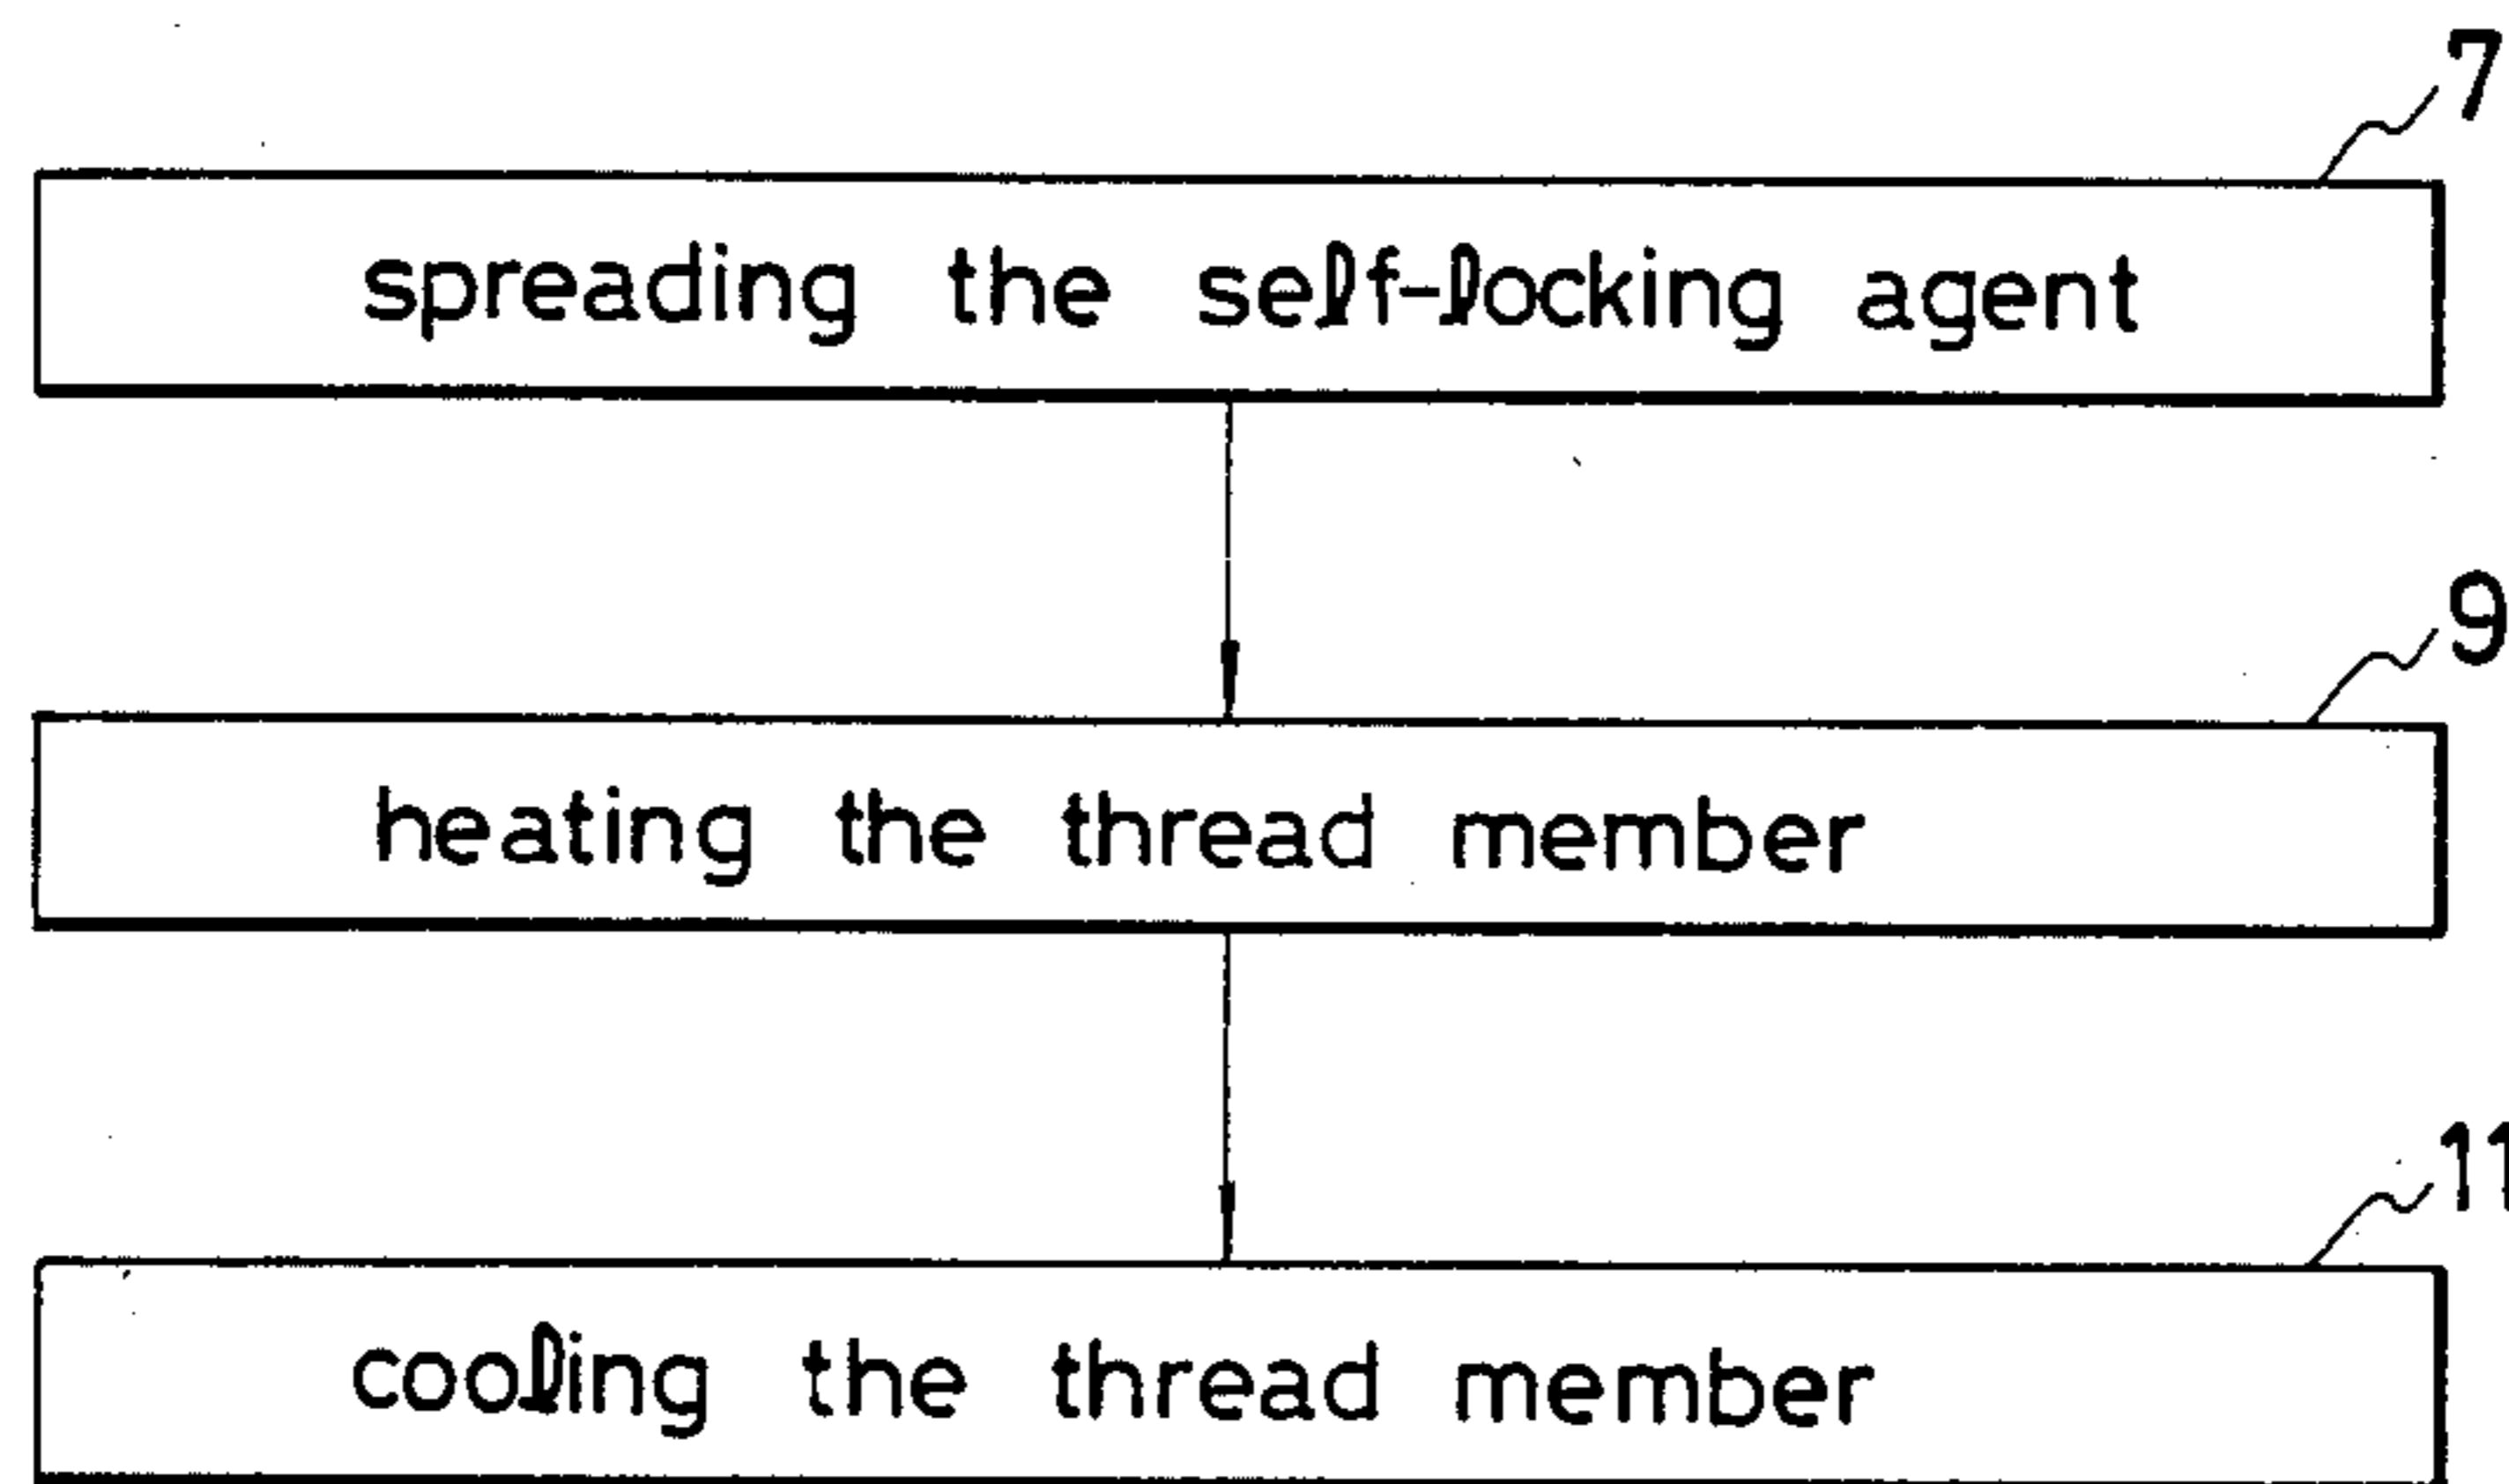 7
spreading the self-locking agent
9
heating the thread member
11
cooling the thread member